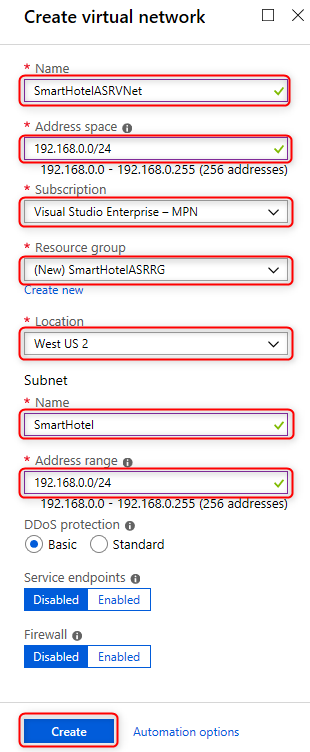 Create virtual network
* Name
SmartHotelASRVNet
* Address space
192.168.0.0/24
192.168.0.0 - 192.168.0.255 (256 addresses)
* Subscription
Visual Studio Enterprise – MPN
* Resource group
(New) SmartHotelASRRG
Create new
* Location
West US 2
Subnet
* Name
SmartHotel
* Address range
192.168.0.0/24
192.168.0.0 - 192.168.0.255 (256 addresses)
DDoS protection
Basic Standard
Service endpoints
Disabled Enabled
Firewall
Disabled Enabled
Create Automation options